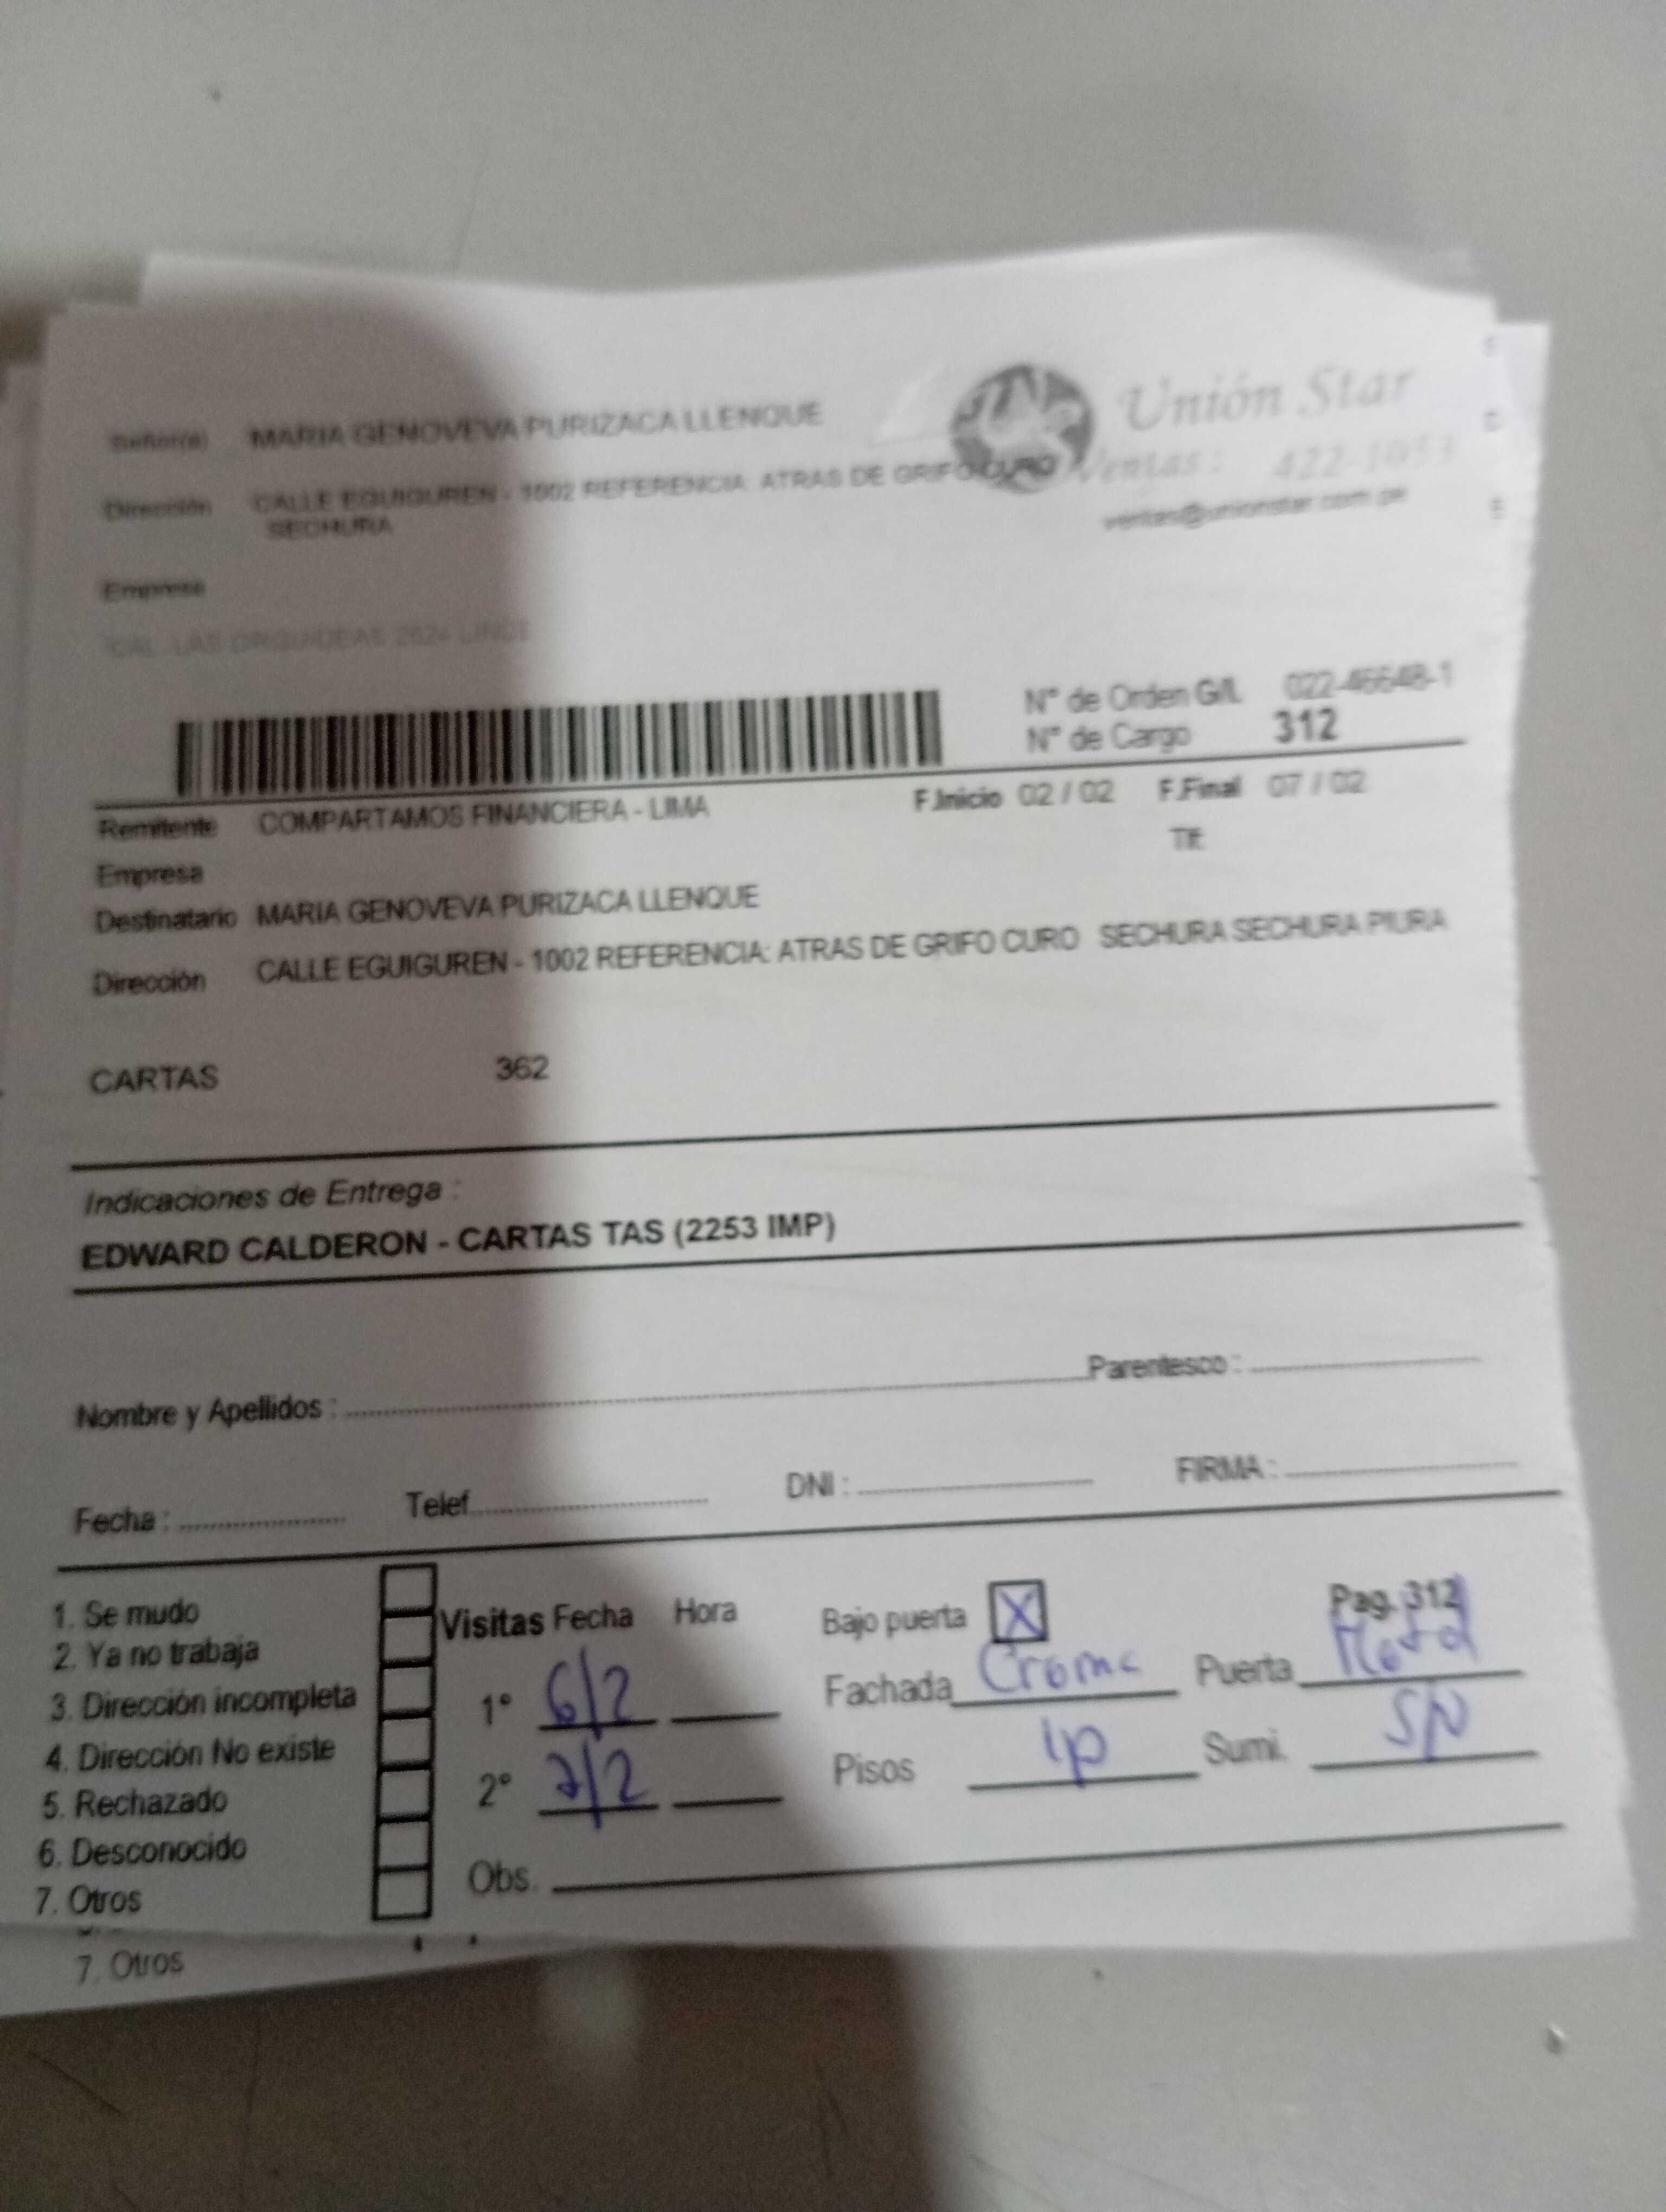 Unión Star
Señor(a) MARIA GENOVEVA PURIZACA LLENQUE
Ventas: 422-1053
Dirección CALLE EGUIGUREN - 1002 REFERENCIA: ATRAS DE GRIFO CURO
SECHURA
ventas@unionstar.com.pe
Empresa
CAL. LAS ORQUIDEAS 2624 LINCE
N° de Orden G/L 022-46648-1
N° de Cargo 312
Remitente COMPARTAMOS FINANCIERA - LIMA F.Inicio 02 / 02 F.Final 07 / 02
Empresa Tlf:
Destinatario MARIA GENOVEVA PURIZACA LLENQUE
Dirección CALLE EGUIGUREN - 1002 REFERENCIA: ATRAS DE GRIFO CURO SECHURA SECHURA PIURA
CARTAS 362
Indicaciones de Entrega :
EDWARD CALDERON - CARTAS TAS (2253 IMP)
Nombre y Apellidos : Parentesco :
Fecha : Telef. DNI : FIRMA :
1. Se mudo
2. Ya no trabaja
3. Dirección incompleta
4. Dirección No existe
5. Rechazado
6. Desconocido
7. Otros
Visitas Fecha Hora
1° 6/2
2° 7/2
Obs.
Bajo puerta X Pag. 312
Fachada Crema Puerta
Pisos 1p Sumi. S/N
7. Otros